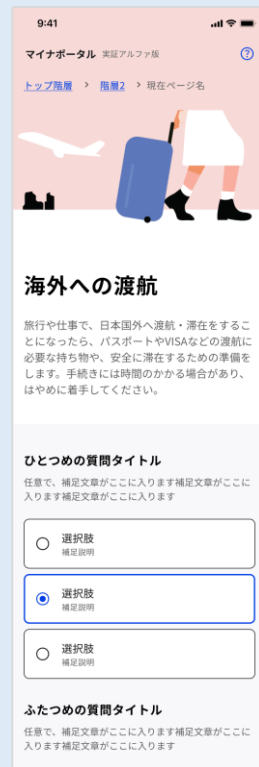 9:41
マイナポータル 実証アルファ版 ?
トップ階層 > 階層2 > 現在ページ名
海外への渡航
旅行や仕事で、日本国外へ渡航・滞在をするこ
とになったら、パスポートやVISAなどの渡航に
必要な持ち物や、安全に滞在するための準備を
します。手続きには時間のかかる場合があり、
はやめに着手してください。
ひとつめの質問タイトル
任意で、補足文章がここに入ります補足文章がここに
入ります補足文章がここに入ります
選択肢
補足説明
選択肢
補足説明
選択肢
補足説明
ふたつめの質問タイトル
任意で、補足文章がここに入ります補足文章がここに
入ります補足文章がここに入ります